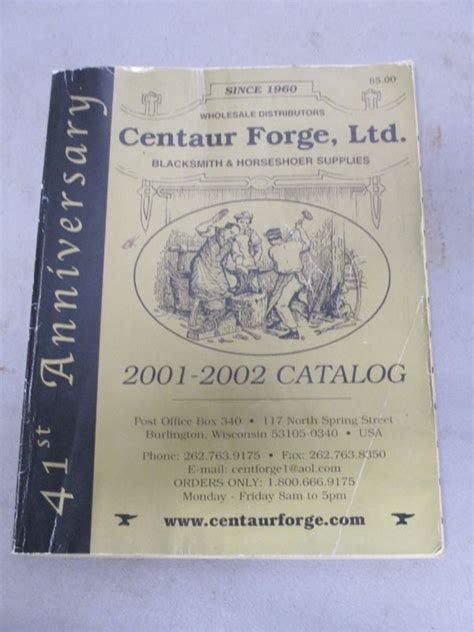 41st Anniversary
SINCE 1960
$5.00
WHOLESALE DISTRIBUTORS
Centaur Forge, Ltd.
BLACKSMITH & HORSESHOER SUPPLIES
2001-2002 CATALOG
Post Office Box 340 • 117 North Spring Street
Burlington, Wisconsin 53105-0340 • USA
Phone: 262.763.9175 • Fax: 262.763.8350
E-mail: centforge1@aol.com
ORDERS ONLY: 1.800.666.9175
Monday - Friday 8am to 5pm
www.centaurforge.com